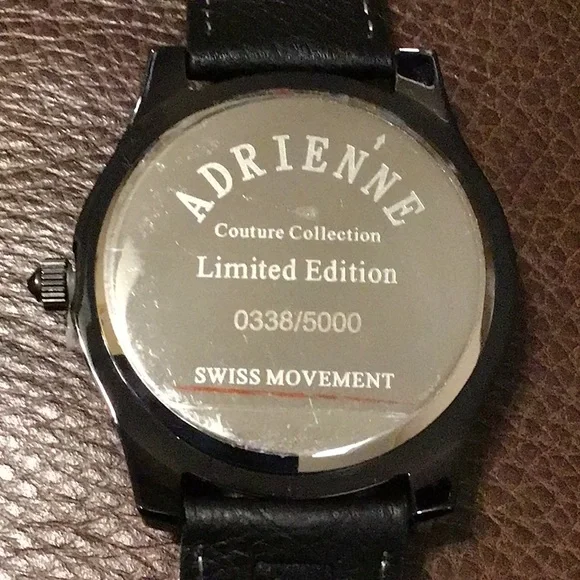 ADRIENNE
Couture Collection
Limited Edition
0338/5000
SWISS MOVEMENT